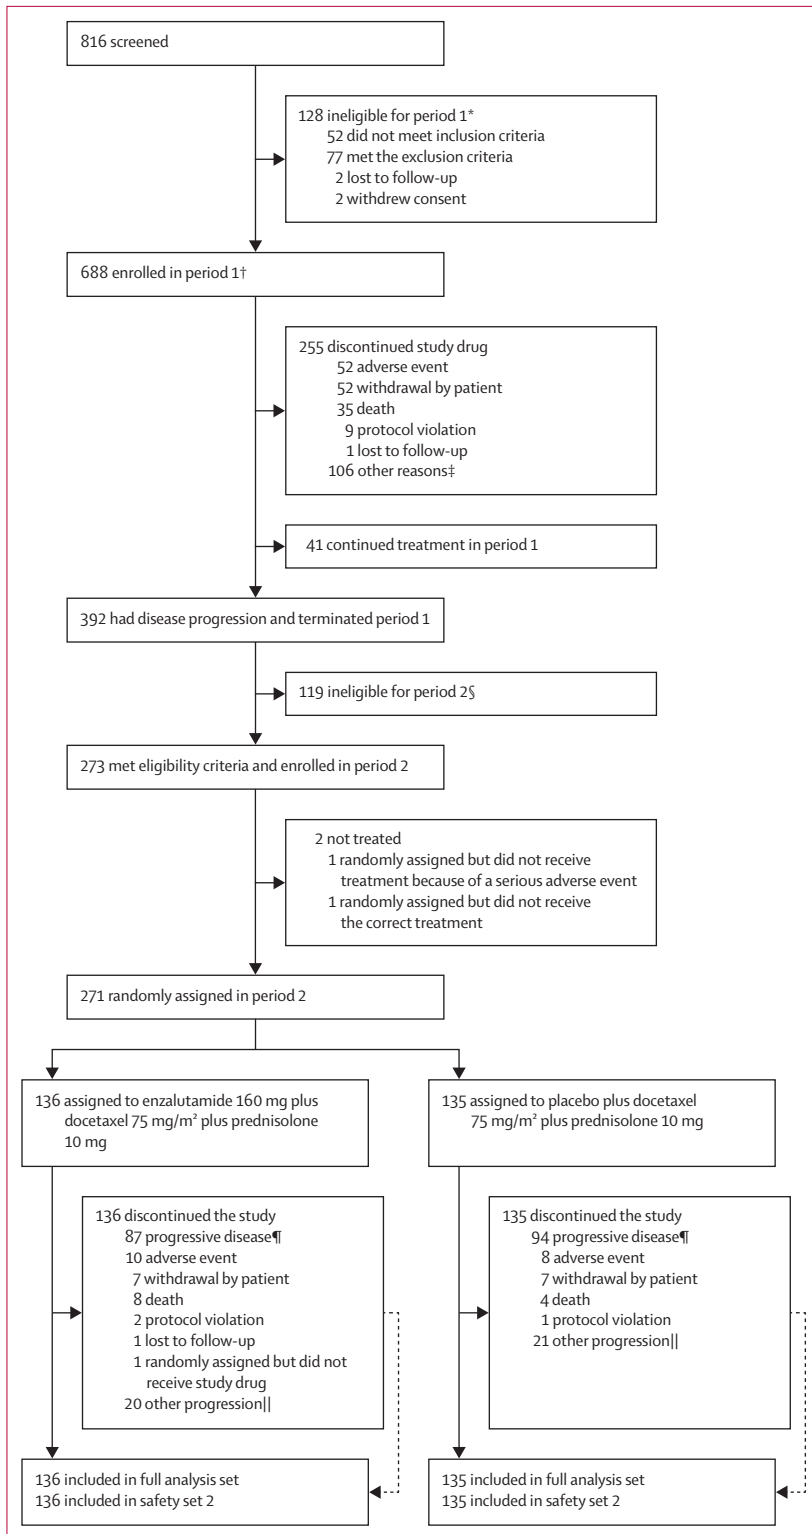 816 screened
128 ineligible for period 1*
52 did not meet inclusion criteria
77 met the exclusion criteria
2 lost to follow-up
2 withdrew consent
688 enrolled in period 1†
255 discontinued study drug
52 adverse event
52 withdrawal by patient
35 death
9 protocol violation
1 lost to follow-up
106 other reasons‡
41 continued treatment in period 1
392 had disease progression and terminated period 1
119 ineligible for period 2§
273 met eligibility criteria and enrolled in period 2
2 not treated
1 randomly assigned but did not receive
treatment because of a serious adverse event
1 randomly assigned but did not receive
the correct treatment
271 randomly assigned in period 2
136 assigned to enzalutamide 160 mg plus
docetaxel 75 mg/m² plus prednisolone
10 mg
135 assigned to placebo plus docetaxel
75 mg/m² plus prednisolone 10 mg
136 discontinued the study
87 progressive disease¶
10 adverse event
7 withdrawal by patient
8 death
2 protocol violation
1 lost to follow-up
1 randomly assigned but did not
receive study drug
20 other progression||
135 discontinued the study
94 progressive disease¶
8 adverse event
7 withdrawal by patient
4 death
1 protocol violation
21 other progression||
136 included in full analysis set
136 included in safety set 2
135 included in full analysis set
135 included in safety set 2